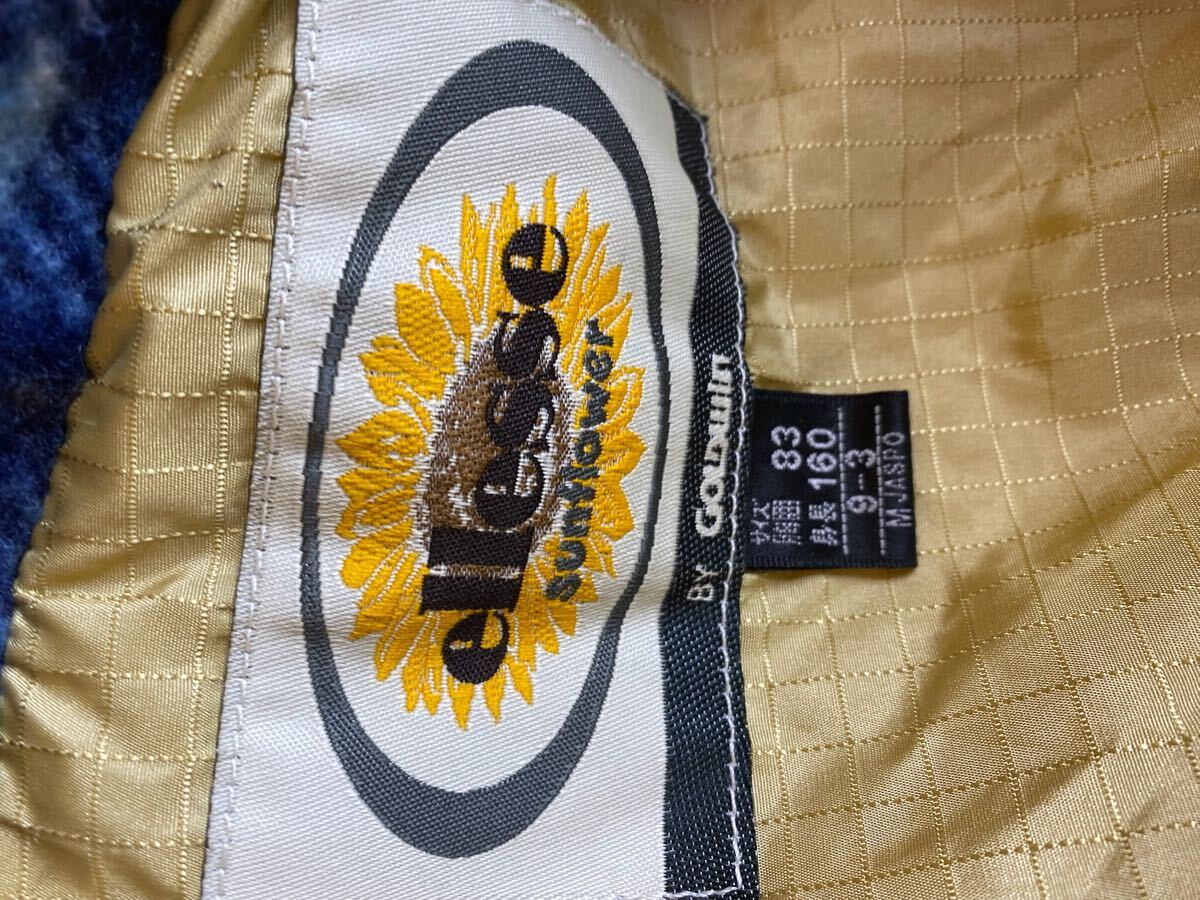 ellesse
sunflower
BY GOLDWIN
サイズ
胸囲 83
身長 160
9-3
M-JASPO